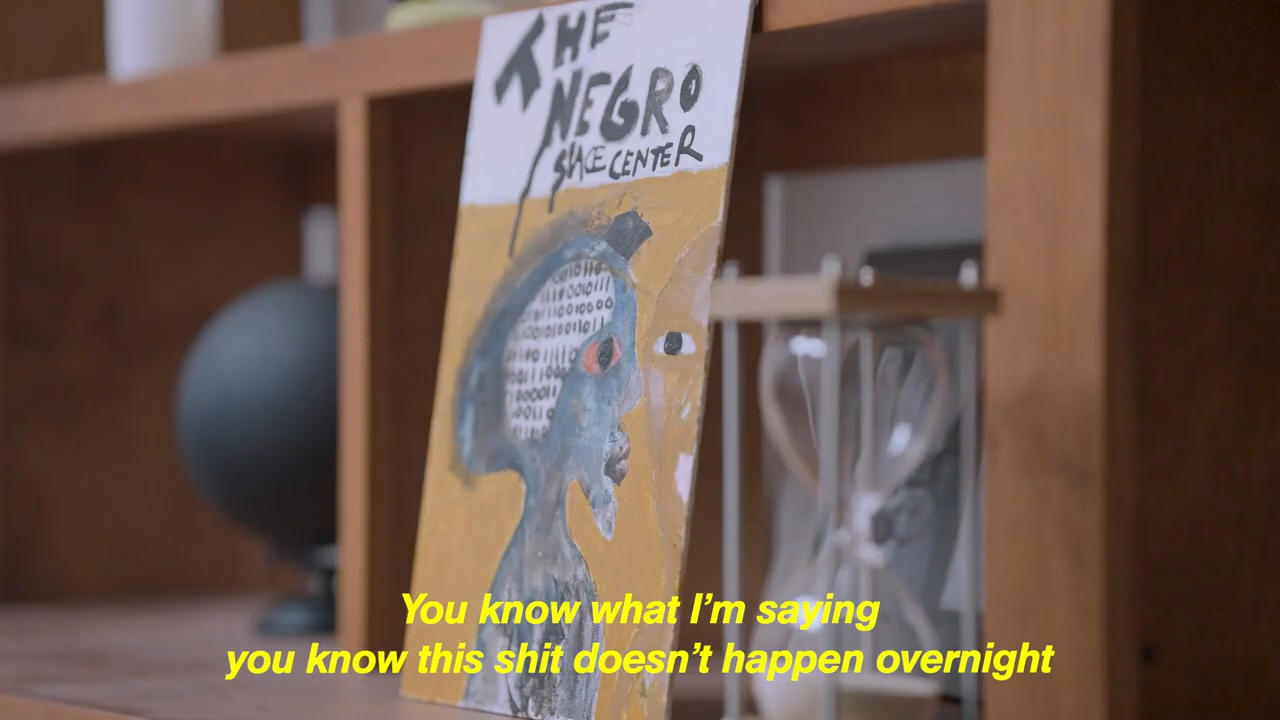 THE
NEGRO
SPACE CENTER
You know what I'm saying
you know this shit doesn't happen overnight